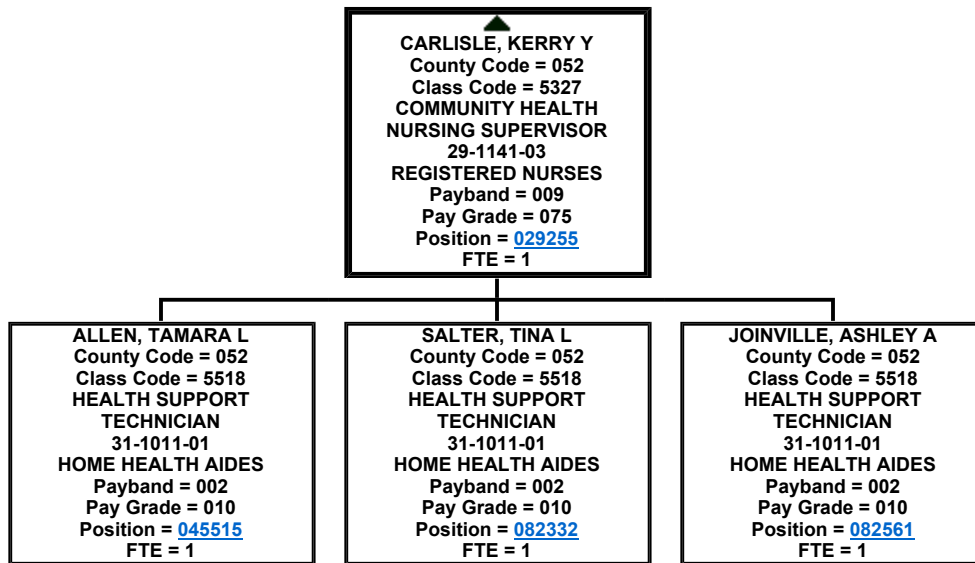 CARLISLE, KERRY Y
County Code = 052
Class Code = 5327
COMMUNITY HEALTH
NURSING SUPERVISOR
29-1141-03
REGISTERED NURSES
Payband = 009
Pay Grade = 075
Position = 029255
FTE = 1
ALLEN, TAMARA L
County Code = 052
Class Code = 5518
HEALTH SUPPORT
TECHNICIAN
31-1011-01
HOME HEALTH AIDES
Payband = 002
Pay Grade = 010
Position = 045515
FTE = 1
SALTER, TINA L
County Code = 052
Class Code = 5518
HEALTH SUPPORT
TECHNICIAN
31-1011-01
HOME HEALTH AIDES
Payband = 002
Pay Grade = 010
Position = 082332
FTE = 1
JOINVILLE, ASHLEY A
County Code = 052
Class Code = 5518
HEALTH SUPPORT
TECHNICIAN
31-1011-01
HOME HEALTH AIDES
Payband = 002
Pay Grade = 010
Position = 082561
FTE = 1